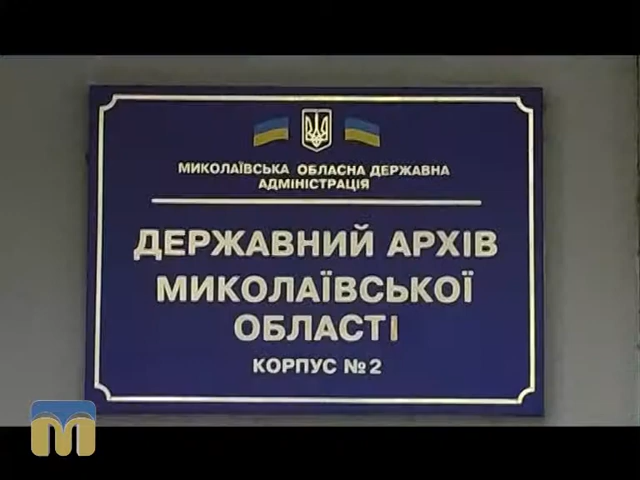 МИКОЛАЇВСЬКА ОБЛАСНА ДЕРЖАВНА
АДМІНІСТРАЦІЯ
ДЕРЖАВНИЙ АРХІВ
МИКОЛАЇВСЬКОЇ
ОБЛАСТІ
КОРПУС №2
М